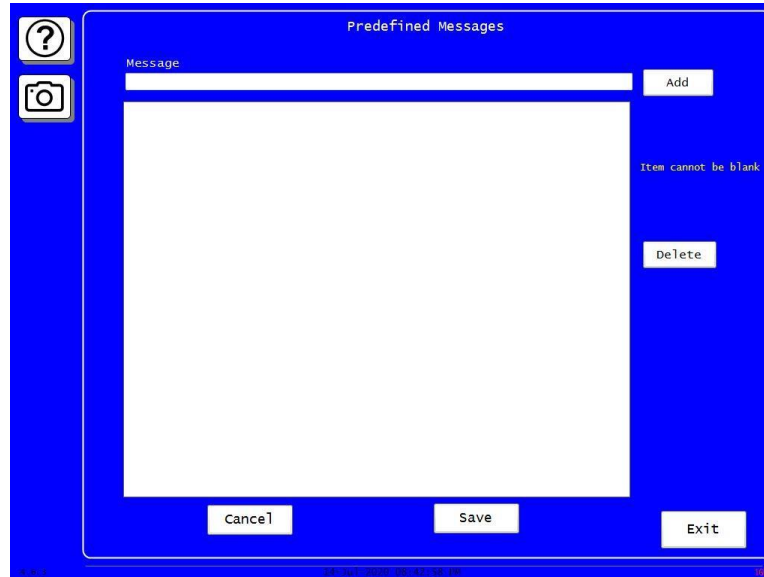 ?
Predefined Messages
Message
Add
Item cannot be blank
Delete
Cancel
Save
Exit